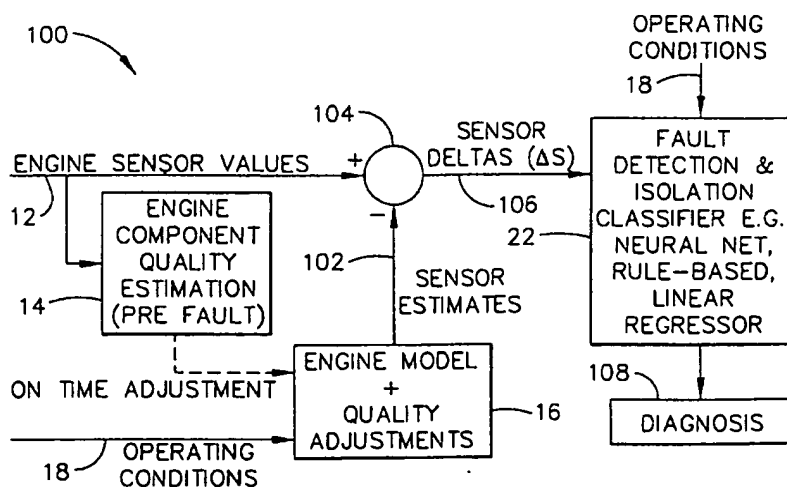 100
ENGINE SENSOR VALUES
12
+
104
-
SENSOR
DELTAS (ΔS)
106
OPERATING
CONDITIONS
18
FAULT
DETECTION &
ISOLATION
CLASSIFIER E.G.
NEURAL NET,
RULE-BASED,
LINEAR
REGRESSOR
22
ENGINE
COMPONENT
QUALITY
ESTIMATION
(PRE FAULT)
14
102
SENSOR
ESTIMATES
ON TIME ADJUSTMENT
ENGINE MODEL
+
QUALITY
ADJUSTMENTS
16
18
OPERATING
CONDITIONS
108
DIAGNOSIS